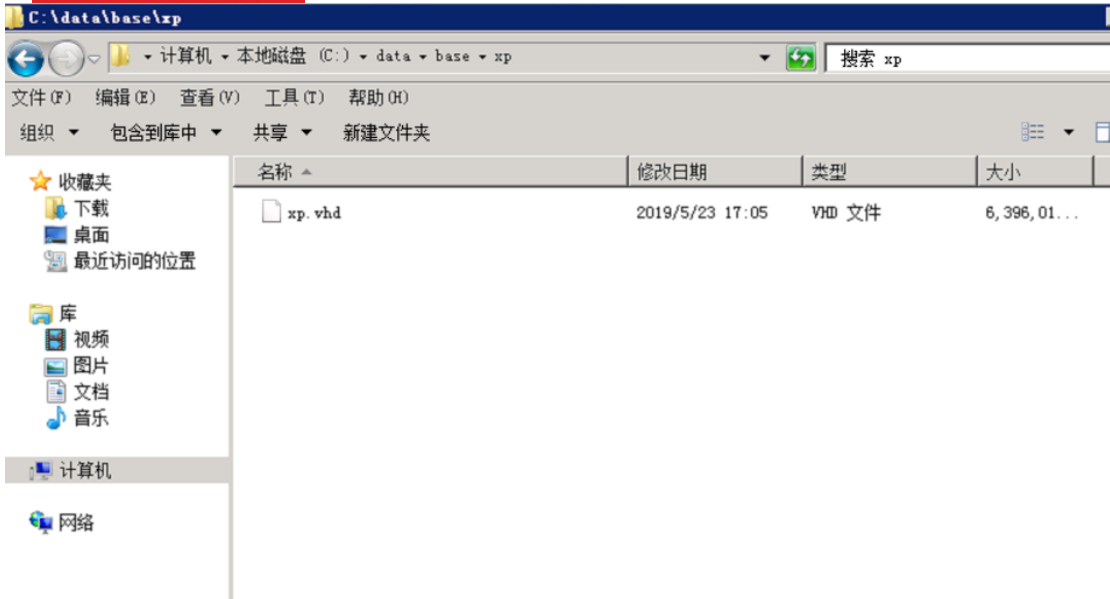 C:\data\base\xp
计算机 本地磁盘 (C:) data base xp
搜索 xp
文件(F) 编辑(E) 查看(V) 工具(T) 帮助(H)
组织 包含到库中 共享 新建文件夹
名称 修改日期 类型 大小
xp.vhd 2019/5/23 17:05 VHD 文件 6,396,01...
收藏夹
下载
桌面
最近访问的位置
库
视频
图片
文档
音乐
计算机
网络